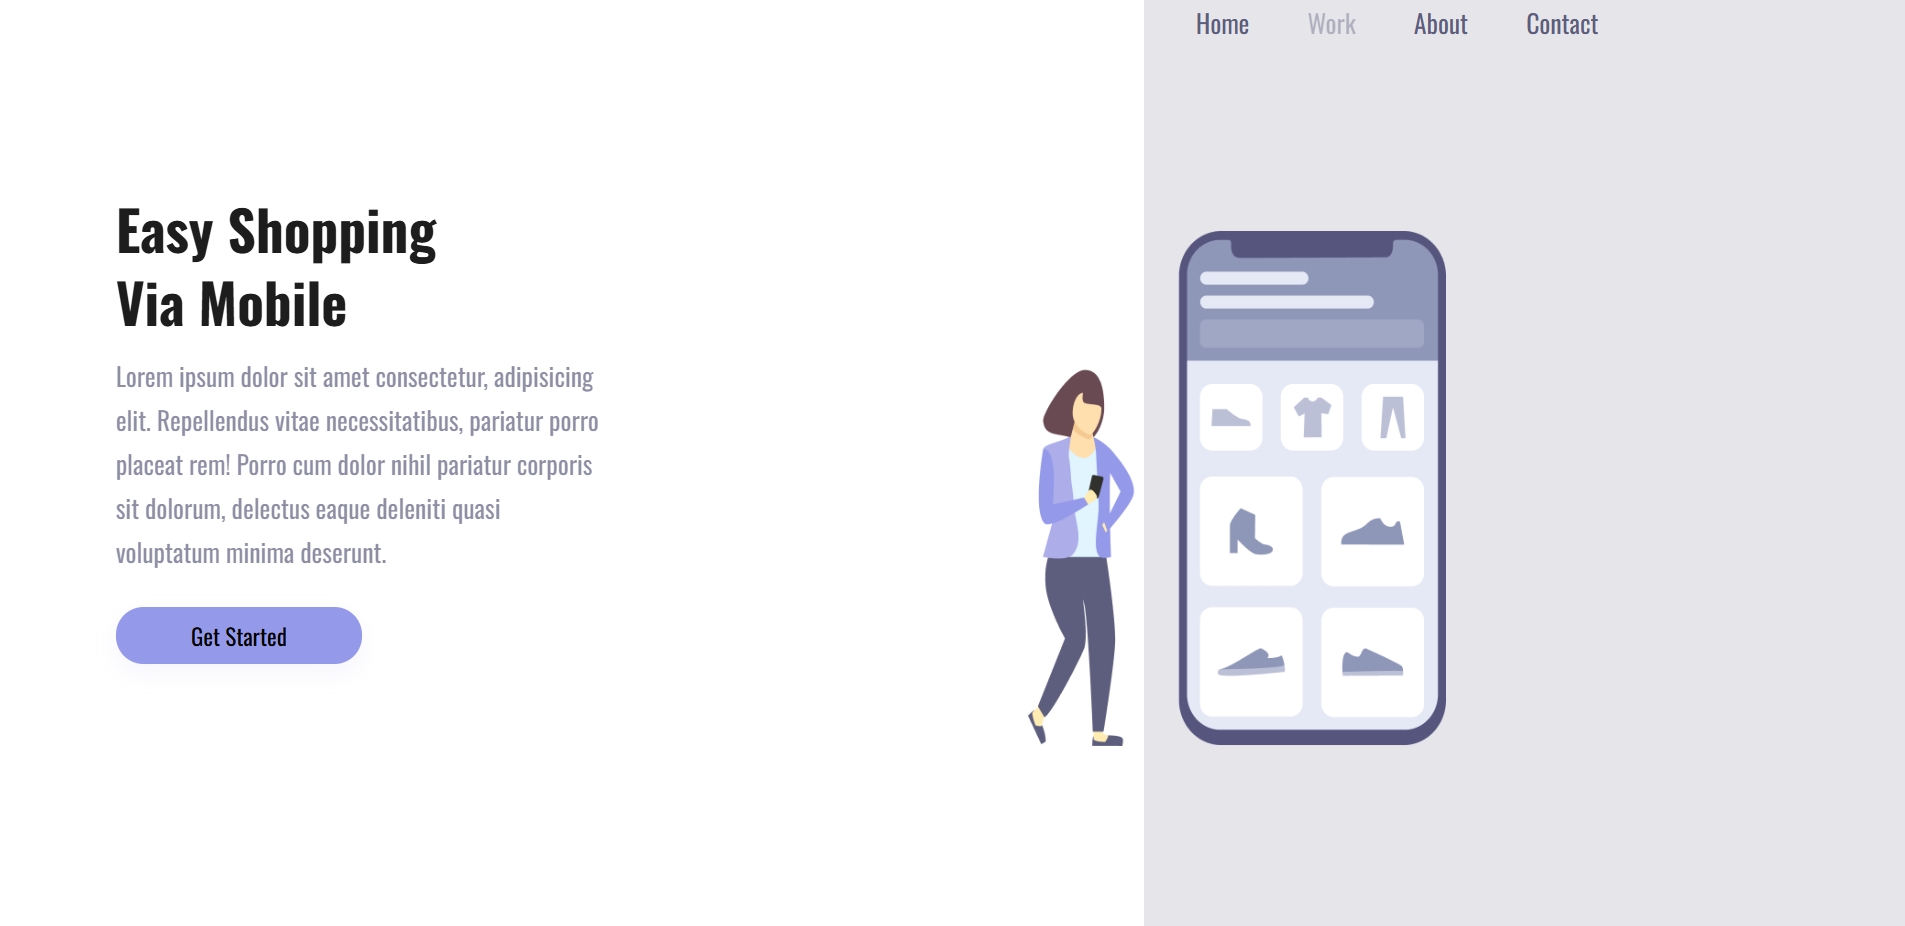 Home Work About Contact
Easy Shopping
Via Mobile
Lorem ipsum dolor sit amet consectetur, adipisicing
elit. Repellendus vitae necessitatibus, pariatur porro
placeat rem! Porro cum dolor nihil pariatur corporis
sit dolorum, delectus eaque deleniti quasi
voluptatum minima deserunt.
Get Started